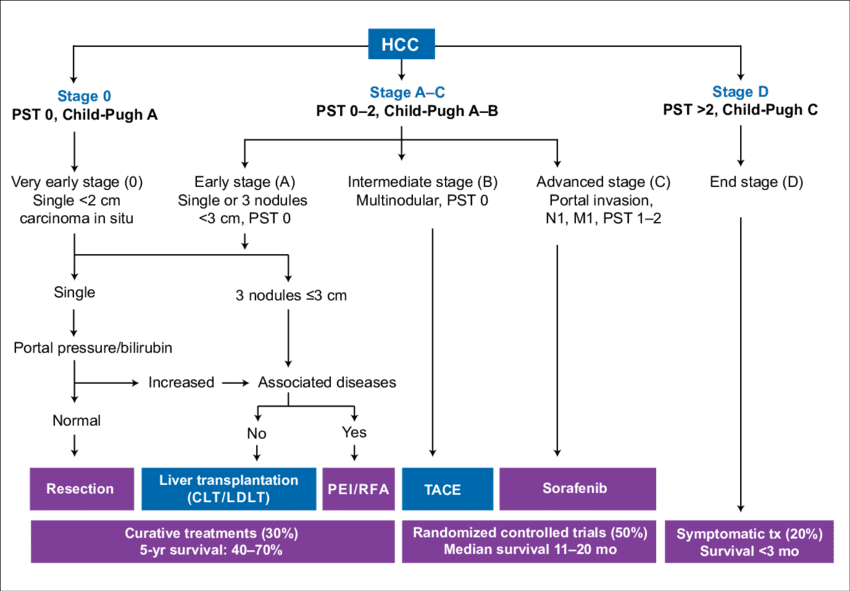 HCC
Stage 0
PST 0, Child-Pugh A
Stage A–C
PST 0–2, Child-Pugh A–B
Stage D
PST >2, Child-Pugh C
Very early stage (0)
Single <2 cm
carcinoma in situ
Early stage (A)
Single or 3 nodules
<3 cm, PST 0
Intermediate stage (B)
Multinodular, PST 0
Advanced stage (C)
Portal invasion,
N1, M1, PST 1–2
End stage (D)
Single
3 nodules ≤3 cm
Portal pressure/bilirubin
Increased
Associated diseases
Normal
No
Yes
Resection
Liver transplantation
(CLT/LDLT)
PEI/RFA
TACE
Sorafenib
Curative treatments (30%)
5-yr survival: 40–70%
Randomized controlled trials (50%)
Median survival 11–20 mo
Symptomatic tx (20%)
Survival <3 mo